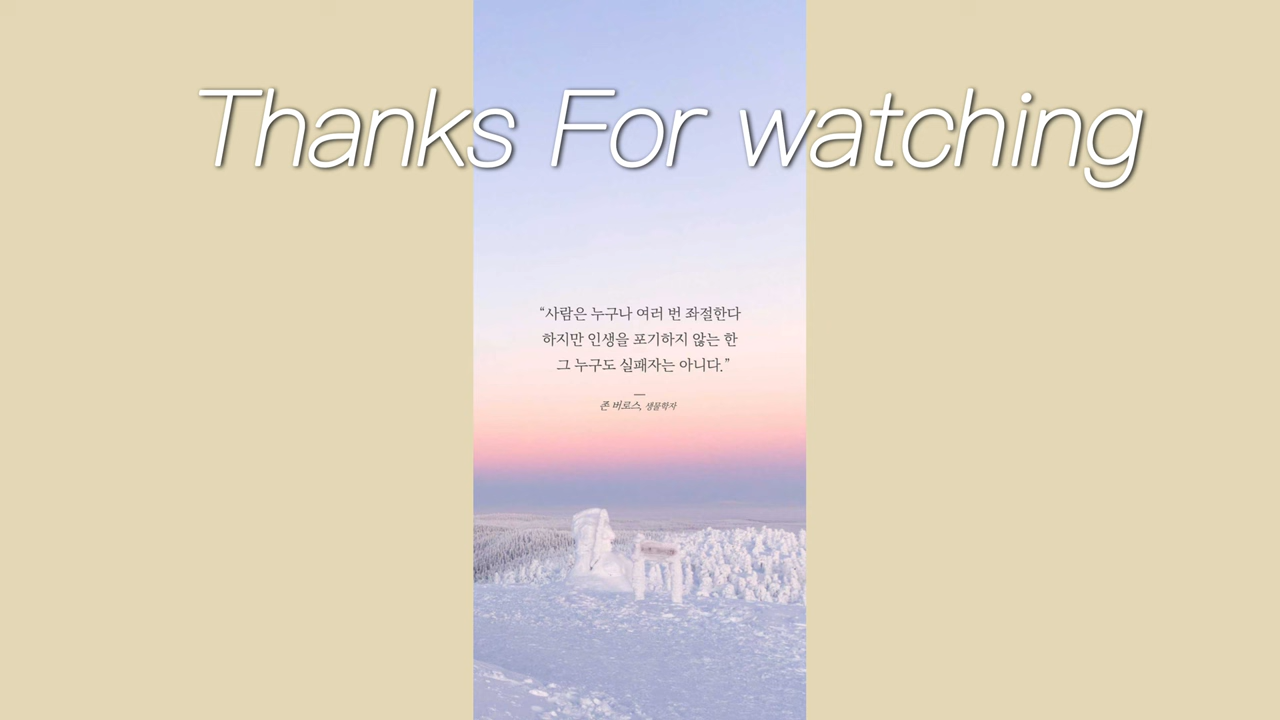 Thanks For watching
“사람은 누구나 여러 번 좌절한다
하지만 인생을 포기하지 않는 한
그 누구도 실패자는 아니다.”
존 버로스, 생물학자